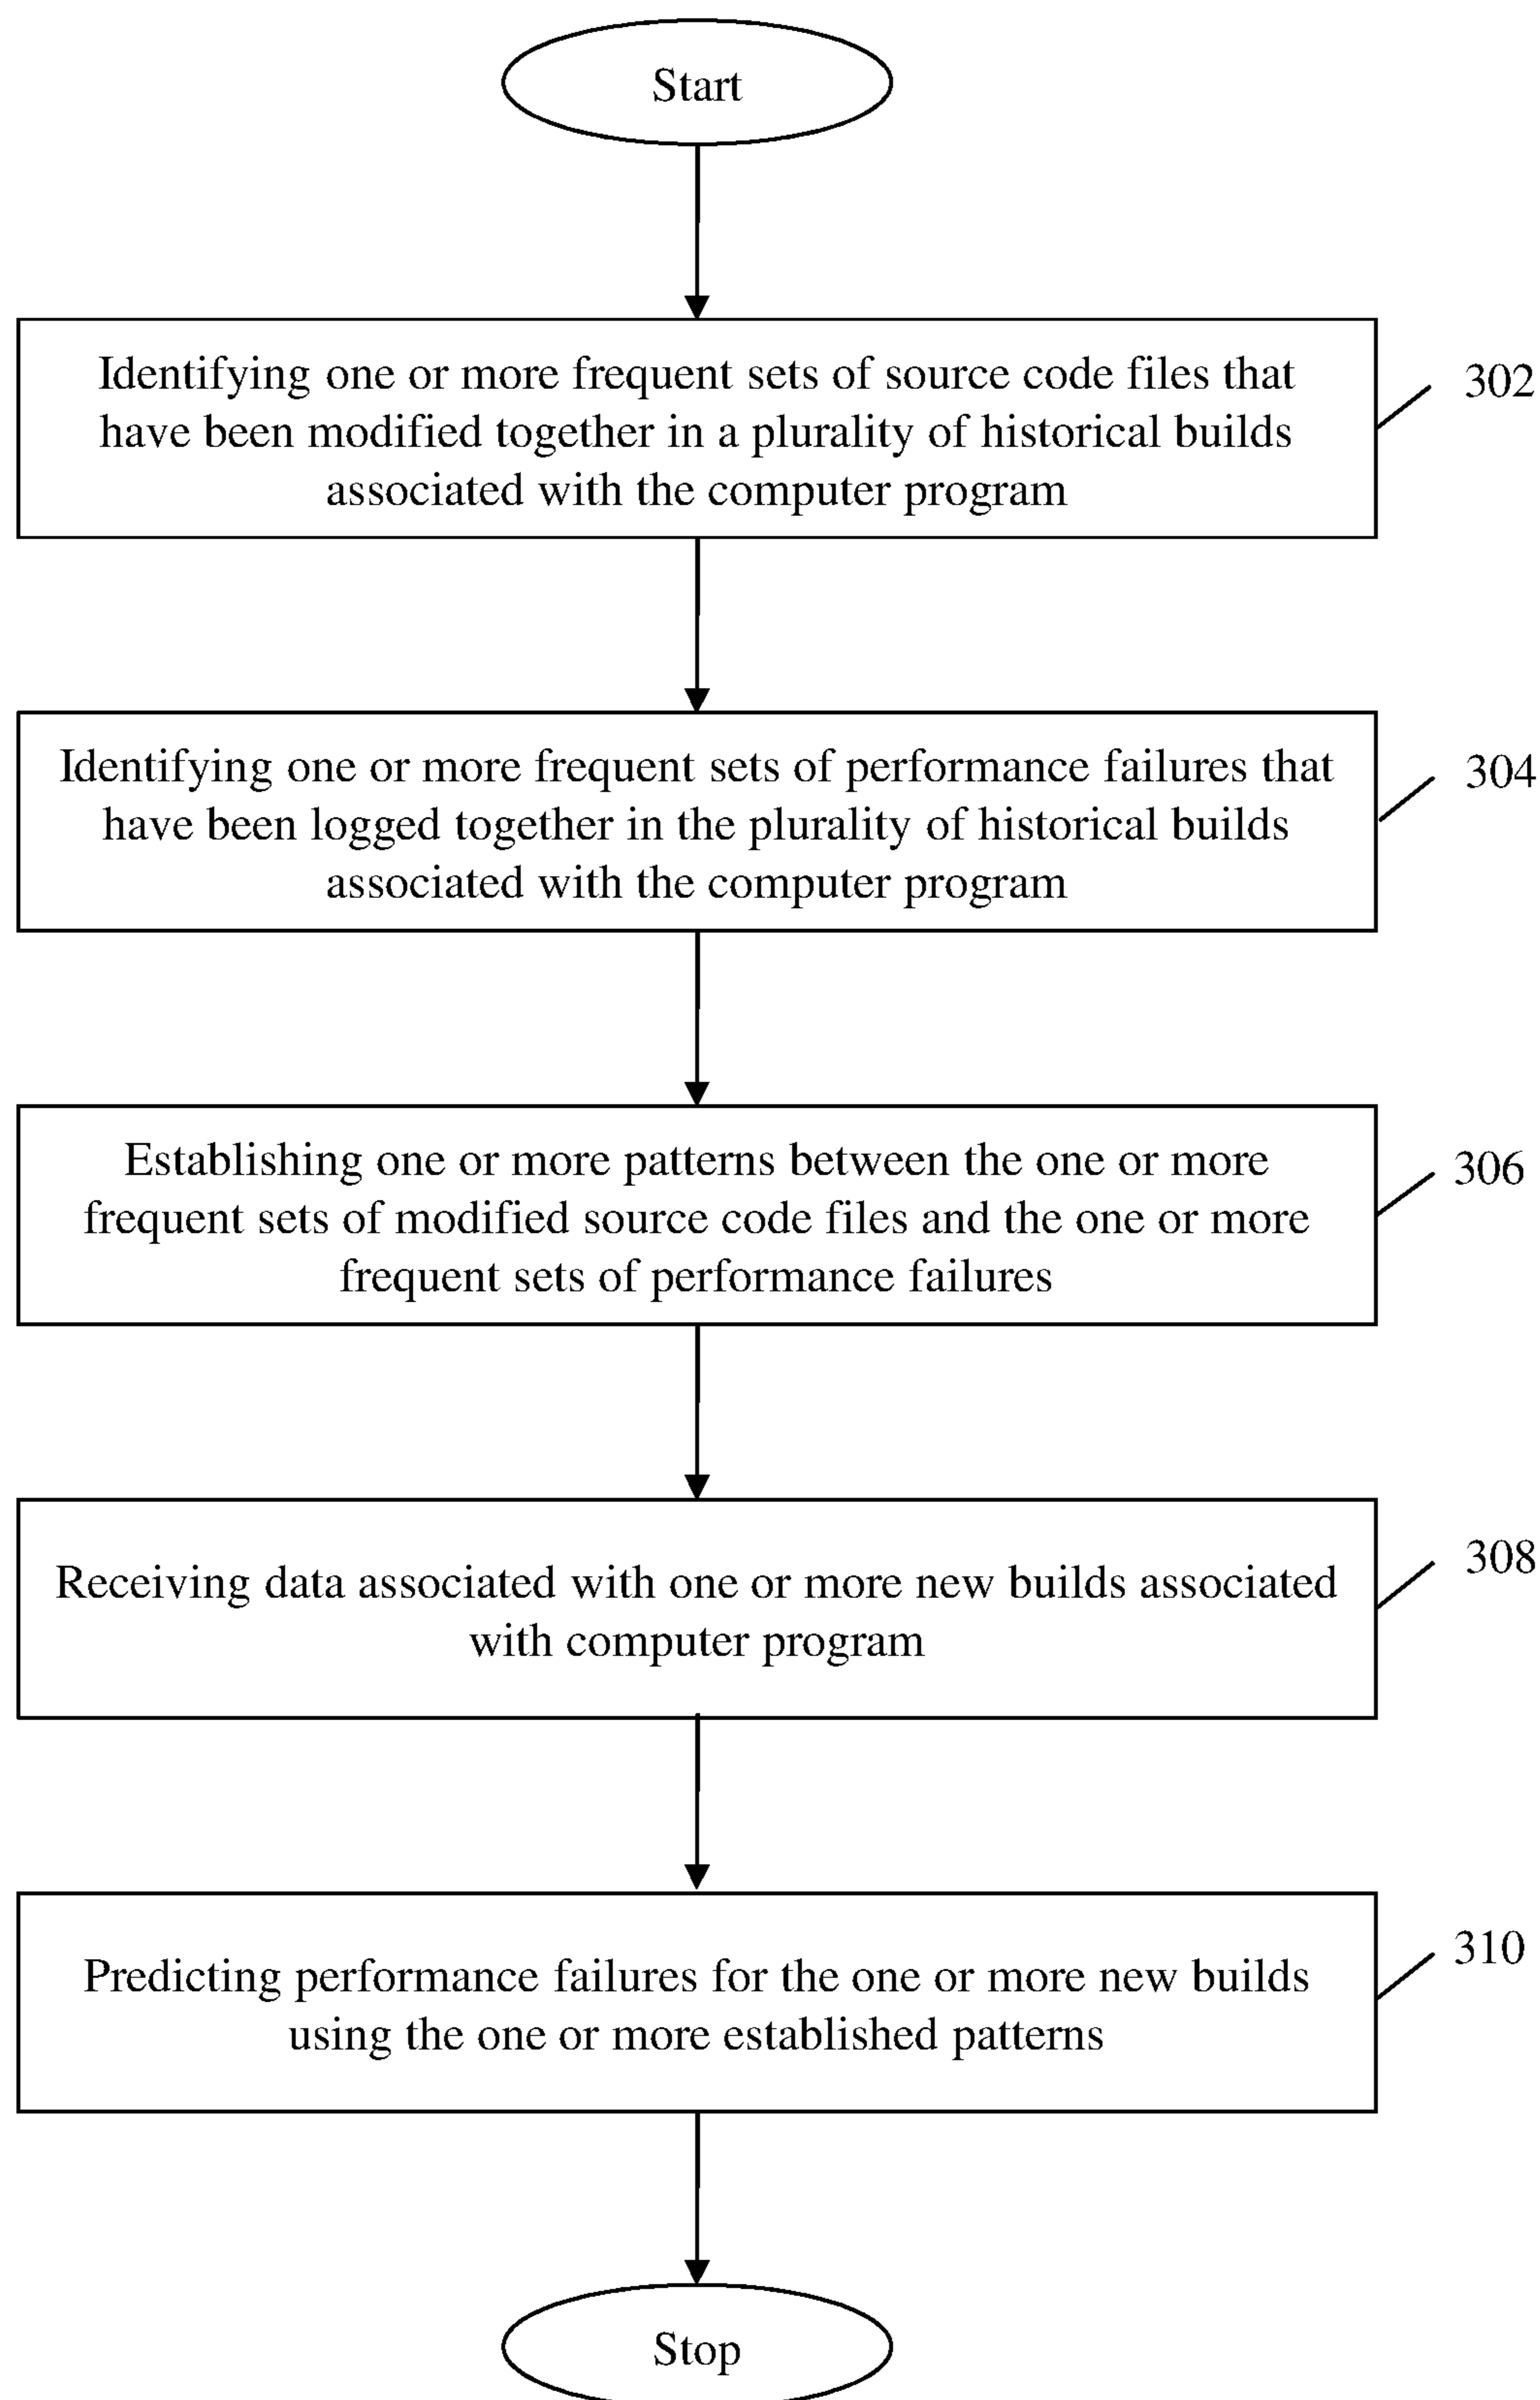 Start
Identifying one or more frequent sets of source code files that
have been modified together in a plurality of historical builds
associated with the computer program
302
Identifying one or more frequent sets of performance failures that
have been logged together in the plurality of historical builds
associated with the computer program
304
Establishing one or more patterns between the one or more
frequent sets of modified source code files and the one or more
frequent sets of performance failures
306
Receiving data associated with one or more new builds associated
with computer program
308
Predicting performance failures for the one or more new builds
using the one or more established patterns
310
Stop